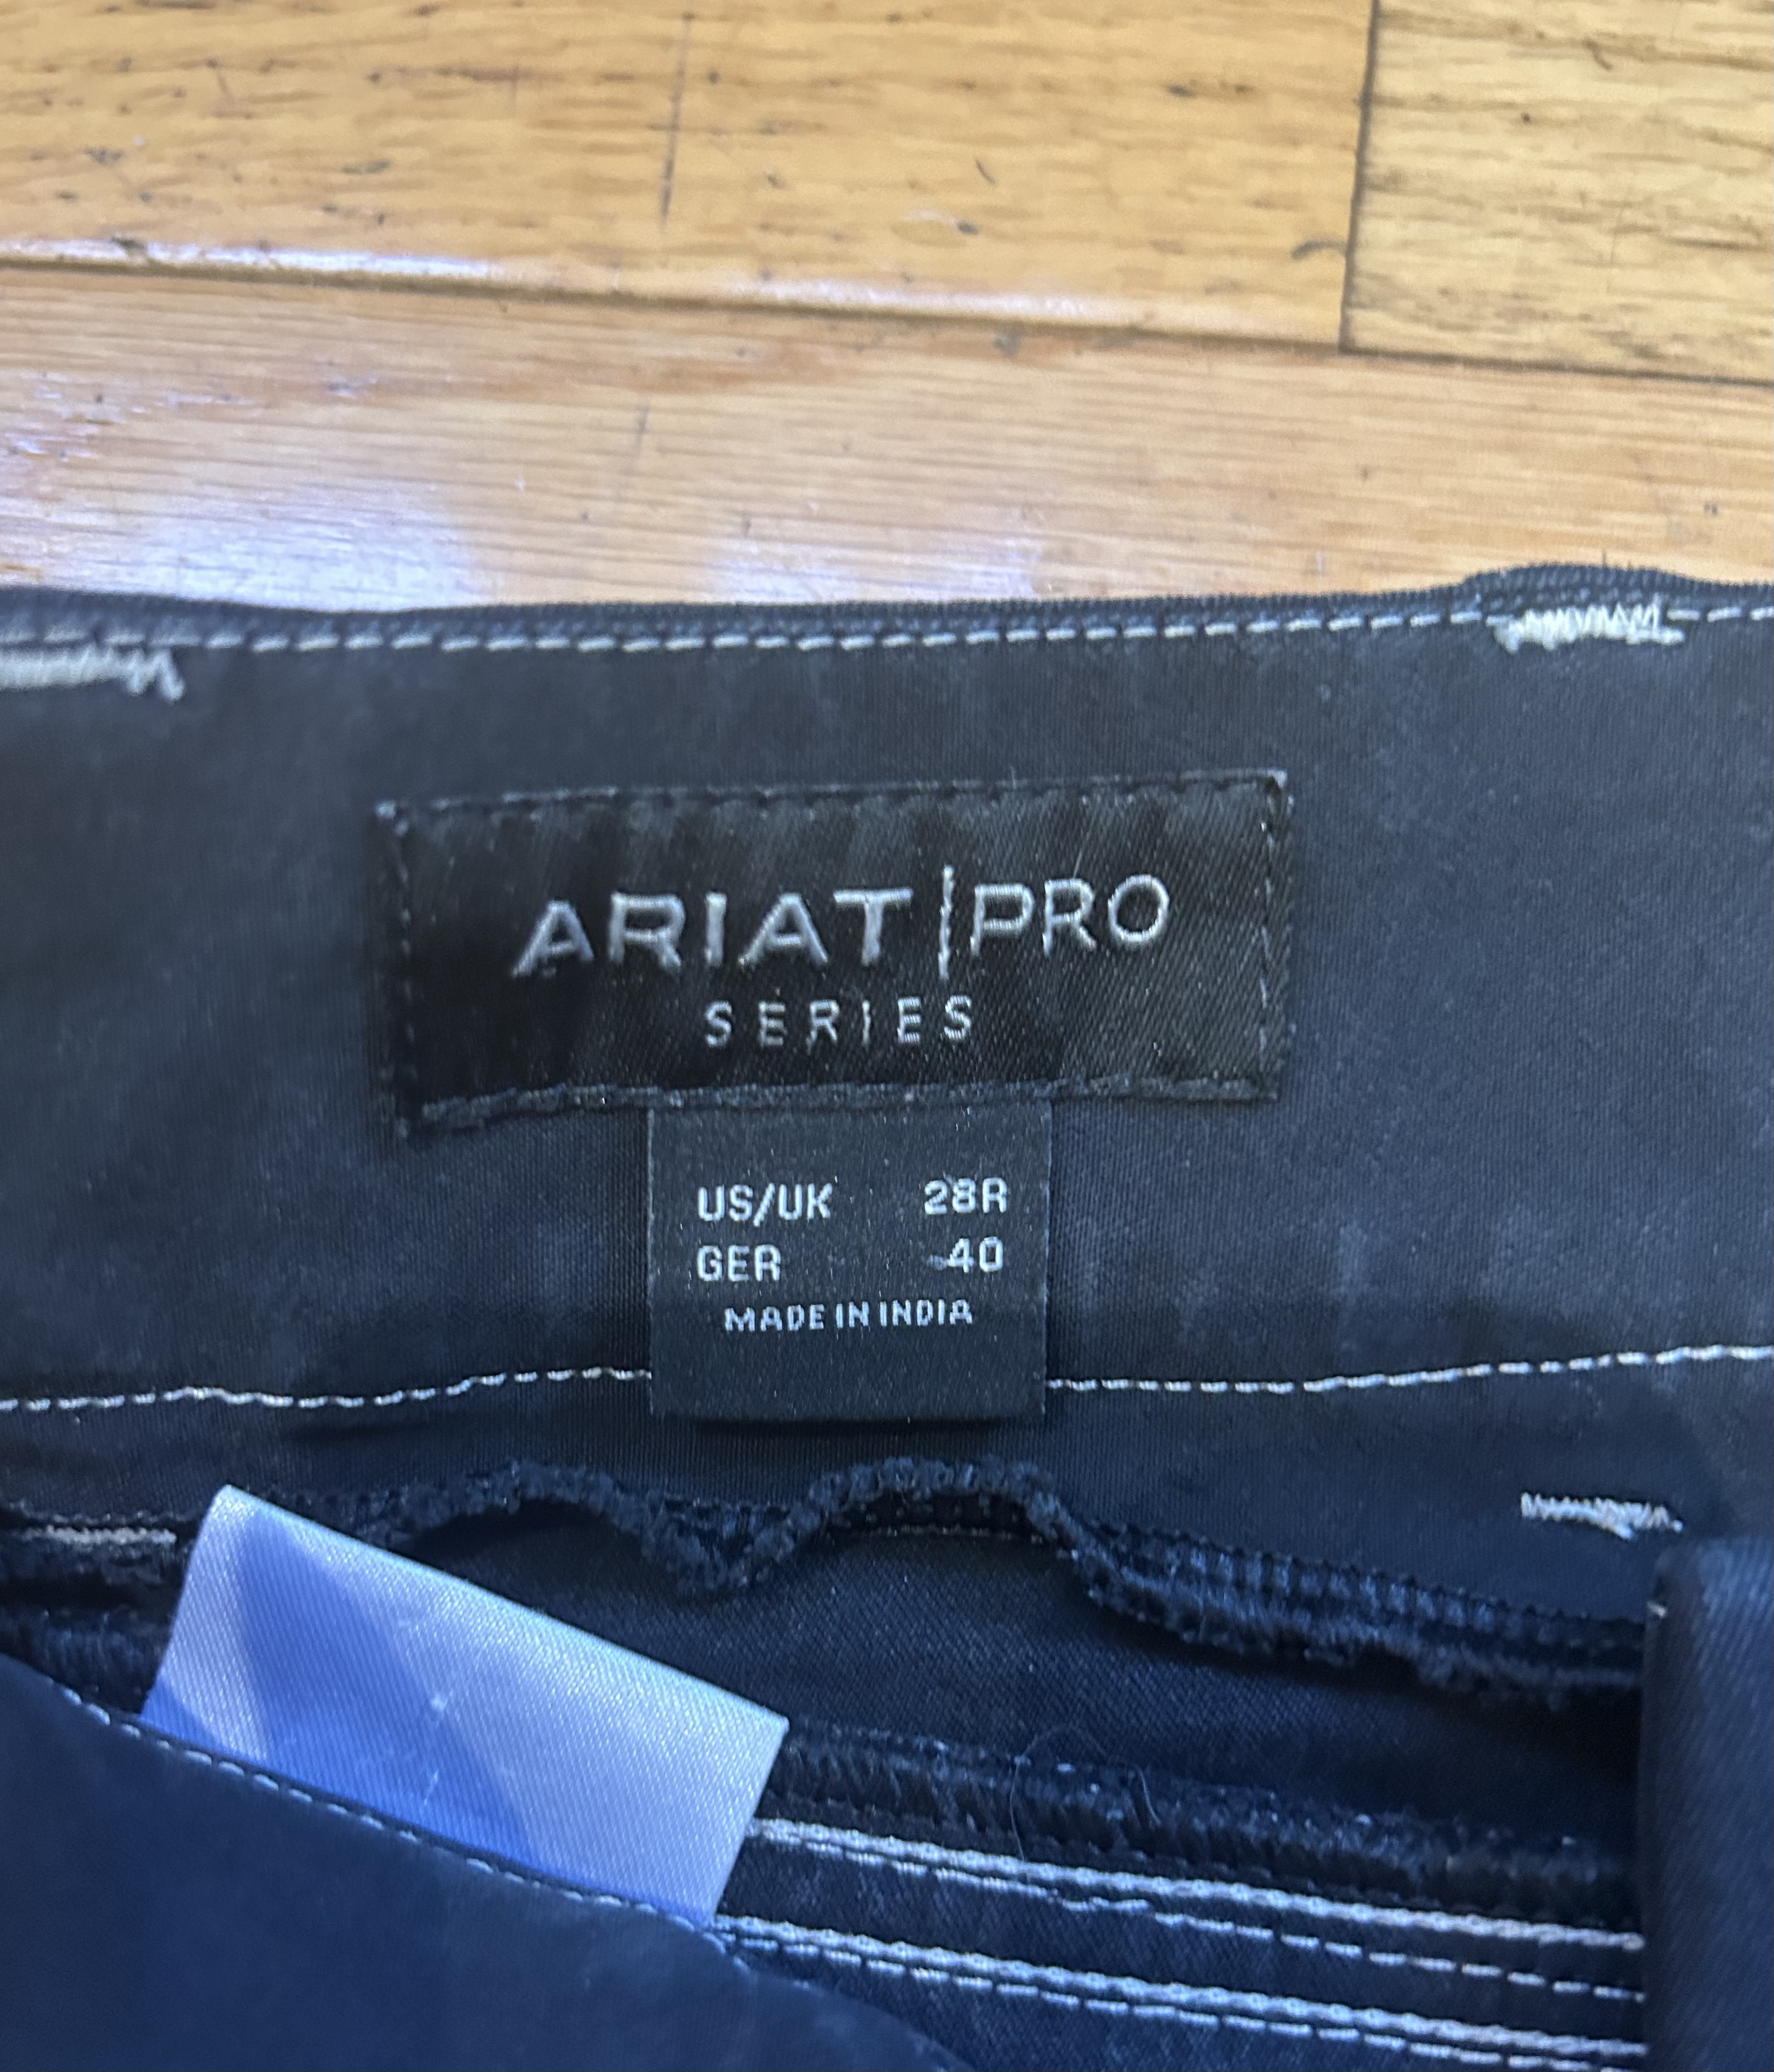 ARIAT|PRO
SERIES
US/UK 28R
GER 40
MADE IN INDIA